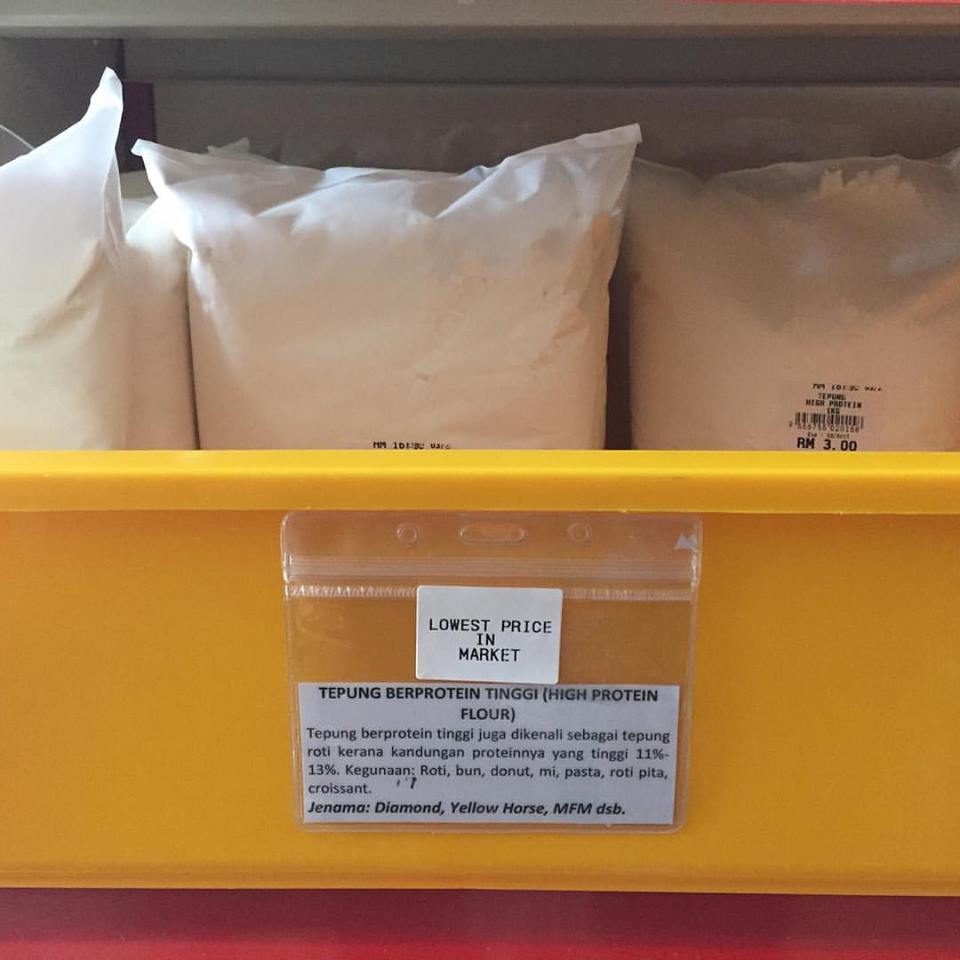 TEPUNG
HIGH PROTEIN
1KG
RM 3.00
LOWEST PRICE
IN
MARKET
TEPUNG BERPROTEIN TINGGI (HIGH PROTEIN
FLOUR)
Tepung berprotein tinggi juga dikenali sebagai tepung
roti kerana kandungan proteinnya yang tinggi 11%-
13%. Kegunaan: Roti, bun, donut, mi, pasta, roti pita,
croissant.
Jenama: Diamond, Yellow Horse, MFM dsb.